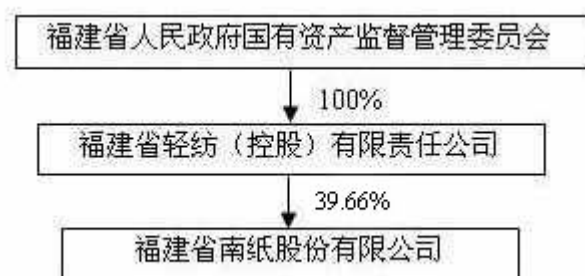 福建省人民政府国有资产监督管理委员会
100%
福建省轻纺（控股）有限责任公司
39.66%
福建省南纸股份有限公司